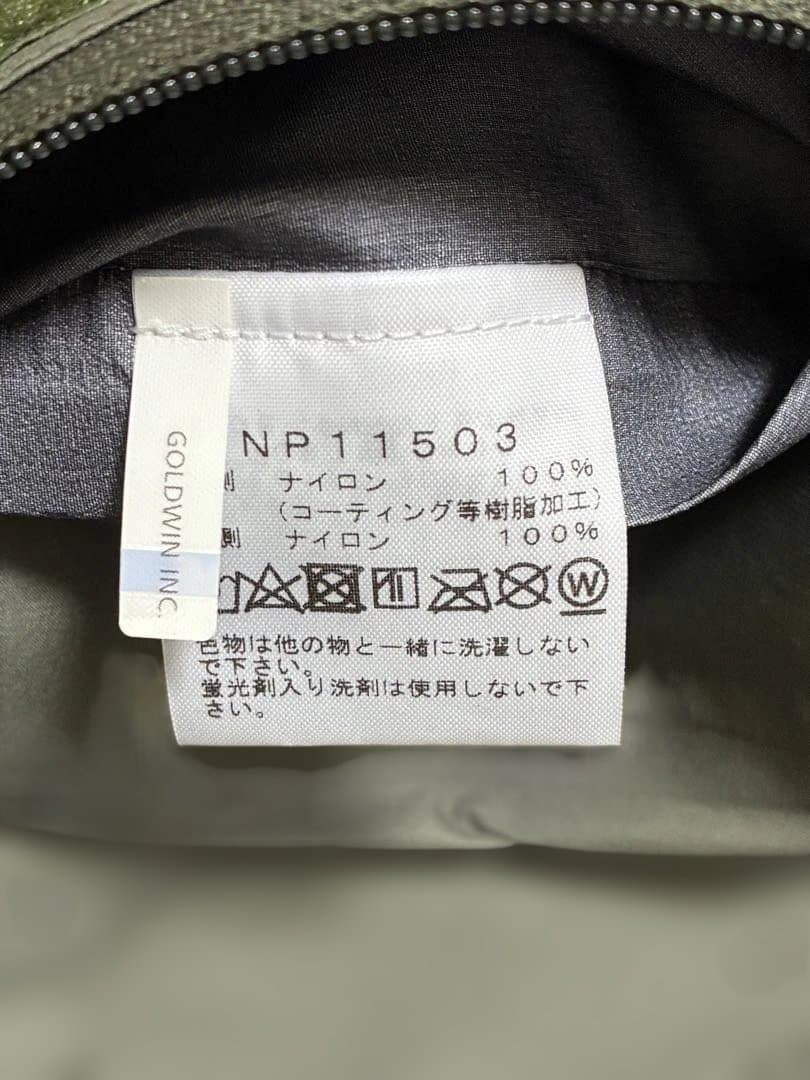 GOLDWIN INC.
NP11503
側 ナイロン 100%
(コーティング等樹脂加工)
側 ナイロン 100%
W
色物は他の物と一緒に洗濯しない
で下さい。
蛍光剤入り洗剤は使用しないで下
さい。